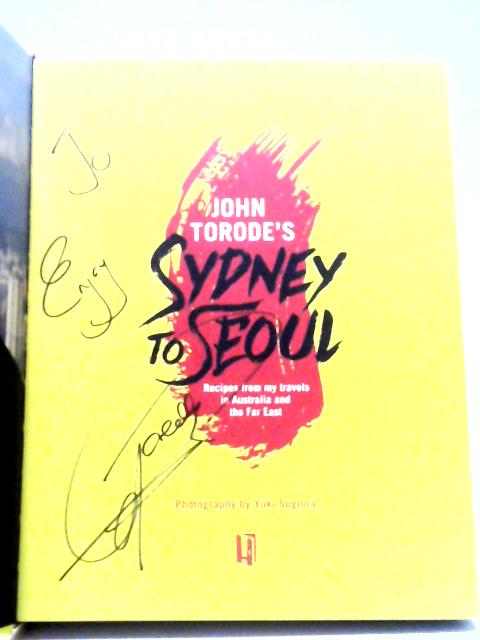 Jo
Enjoy
JOHN
TORODE'S
SYDNEY
TO SEOUL
Recipes from my travels
in Australia and
the Far East
Torode
Photography by Yuki Sugiura